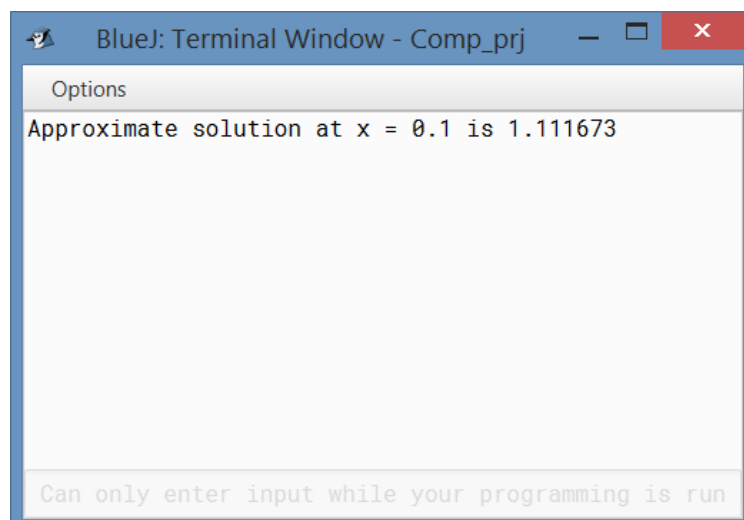 BlueJ: Terminal Window - Comp_prj
Options
Approximate solution at x = 0.1 is 1.111673
Can only enter input while your programming is run